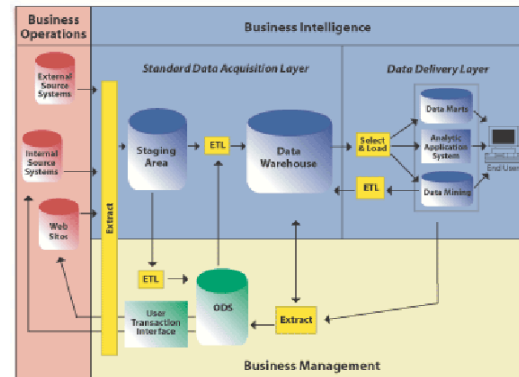 Business
Operations
Business Intelligence
External
Source
Systems
Standard Data Acquisition Layer
Data Delivery Layer
Internal
Source
Systems
Web
Sites
Extract
Staging
Area
ETL
Data
Warehouse
Select
& Load
Data Marts
Analytic
Application
System
Data Mining
End User
ETL
ETL
ODS
User
Transaction
Interface
Extract
Business Management